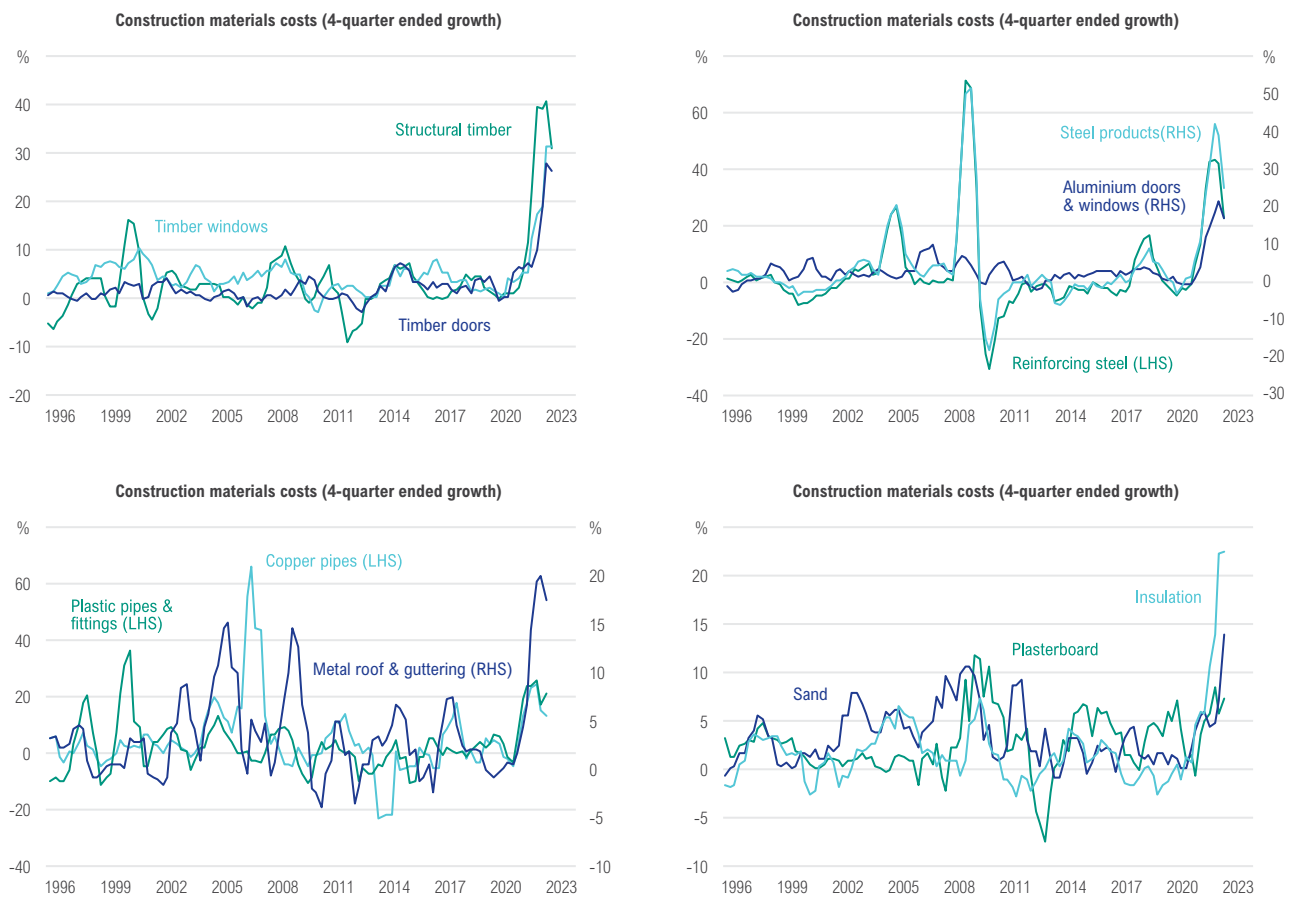 Construction materials costs (4-quarter ended growth)
%
40
30
20
10
0
-10
-20
Structural timber
Timber windows
Timber doors
1996 1999 2002 2005 2008 2011 2014 2017 2020 2023
Construction materials costs (4-quarter ended growth)
% %
60
40
20
0
-20
-40
50
40
30
20
10
0
-10
-20
-30
Steel products(RHS)
Aluminium doors
& windows (RHS)
Reinforcing steel (LHS)
1996 1999 2002 2005 2008 2011 2014 2017 2020 2023
Construction materials costs (4-quarter ended growth)
% %
60
40
20
0
-20
-40
20
15
10
5
0
-5
-10
Copper pipes (LHS)
Plastic pipes &
fittings (LHS)
Metal roof & guttering (RHS)
1996 1999 2002 2005 2008 2011 2014 2017 2020 2023
Construction materials costs (4-quarter ended growth)
%
20
15
10
5
0
-5
-10
Insulation
Plasterboard
Sand
1996 1999 2002 2005 2008 2011 2014 2017 2020 2023